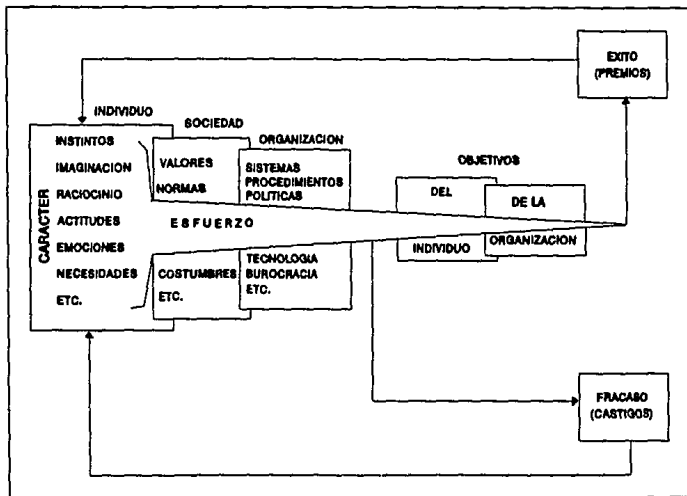 EXITO
(PREMIOS)
INDIVIDUO
SOCIEDAD
ORGANIZACION
OBJETIVOS
CARACTER
INSTINTOS
IMAGINACION
RACIOCINIO
ACTITUDES
EMOCIONES
NECESIDADES
ETC.
VALORES
NORMAS
COSTUMBRES
ETC.
SISTEMAS
PROCEDIMIENTOS
POLITICAS
TECNOLOGIA
BUROCRACIA
ETC.
ESFUERZO
DEL
INDIVIDUO
DE LA
ORGANIZACION
FRACASO
(CASTIGOS)